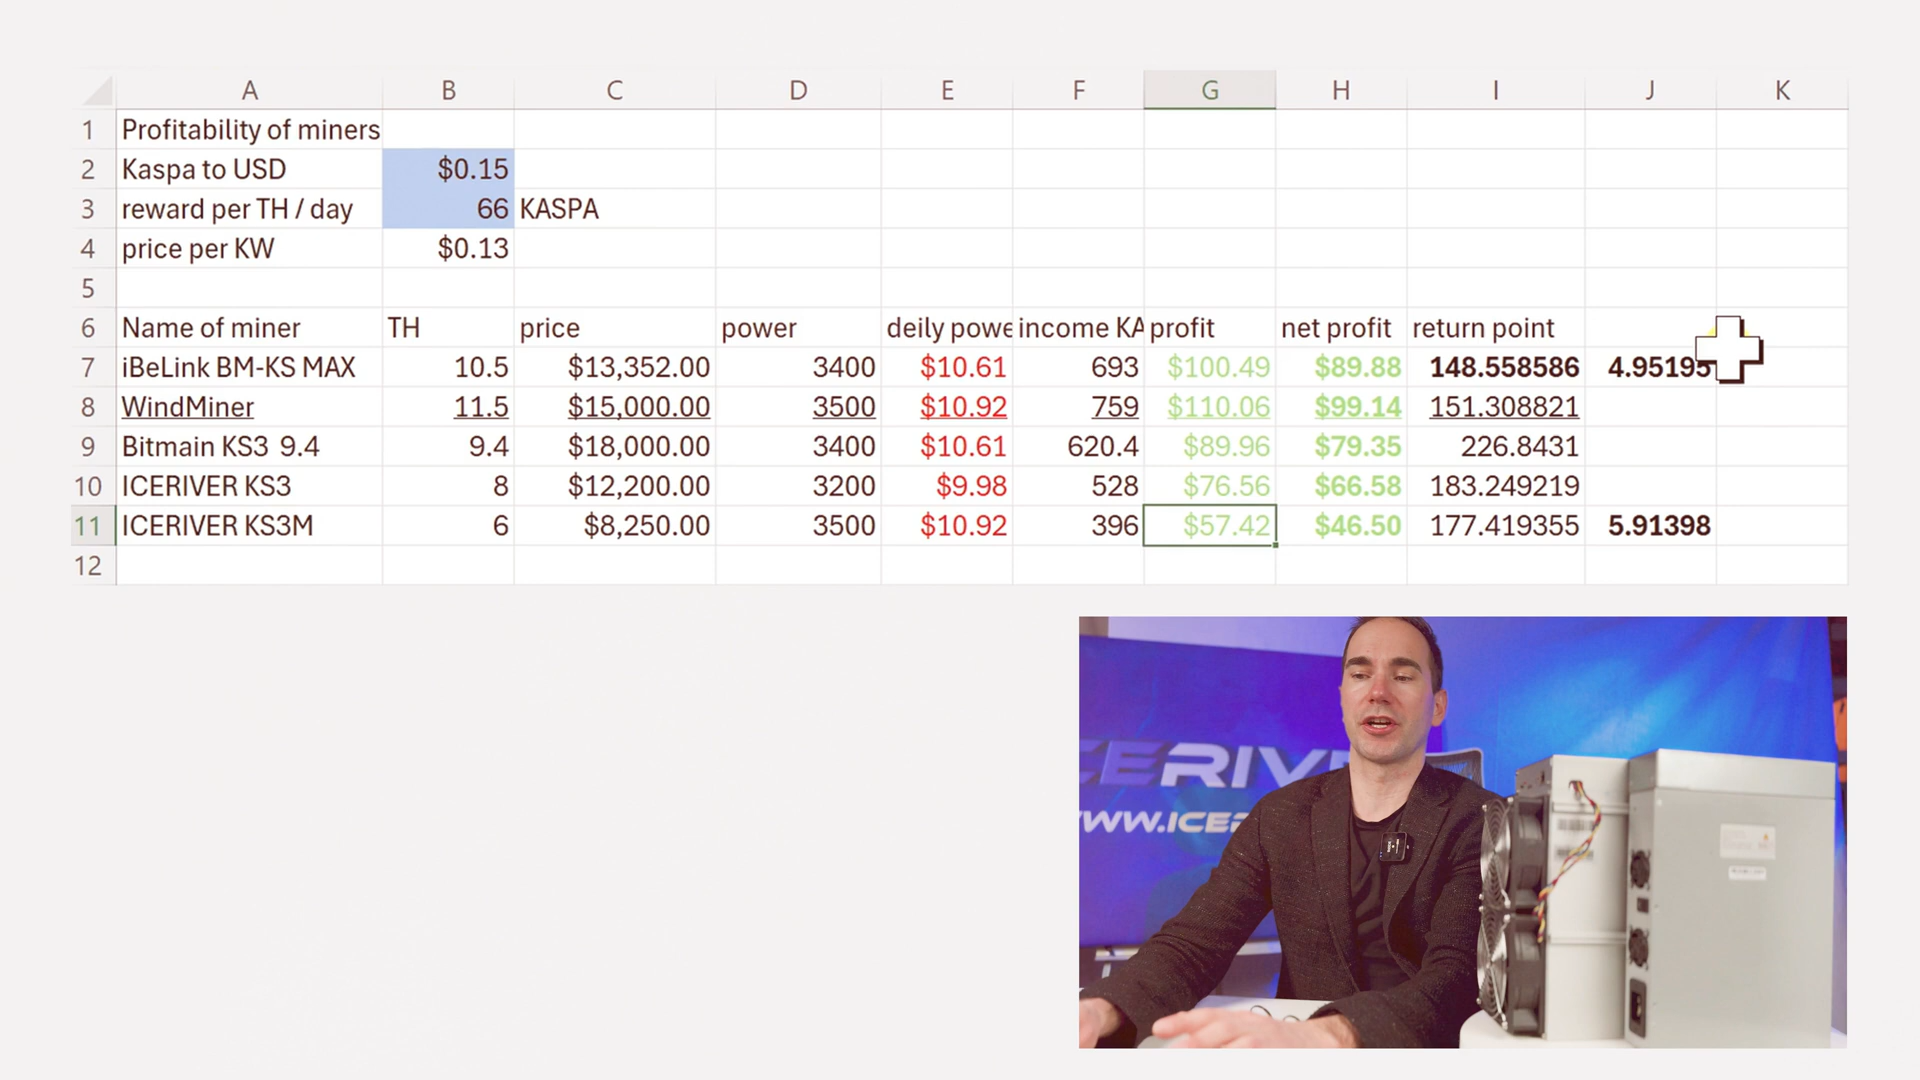 A B C D E F G H I J K
1 Profitability of miners
2 Kaspa to USD $0.15
3 reward per TH / day 66 KASPA
4 price per KW $0.13
5
6 Name of miner TH price power deily powe income KA profit net profit return point
7 iBeLink BM-KS MAX 10.5 $13,352.00 3400 $10.61 693 $100.49 $89.88 148.558586 4.95195
8 WindMiner 11.5 $15,000.00 3500 $10.92 759 $110.06 $99.14 151.308821
9 Bitmain KS3 9.4 9.4 $18,000.00 3400 $10.61 620.4 $89.96 $79.35 226.8431
10 ICERIVER KS3 8 $12,200.00 3200 $9.98 528 $76.56 $66.58 183.249219
11 ICERIVER KS3M 6 $8,250.00 3500 $10.92 396 $57.42 $46.50 177.419355 5.91398
12
CERIV
WWW.ICER